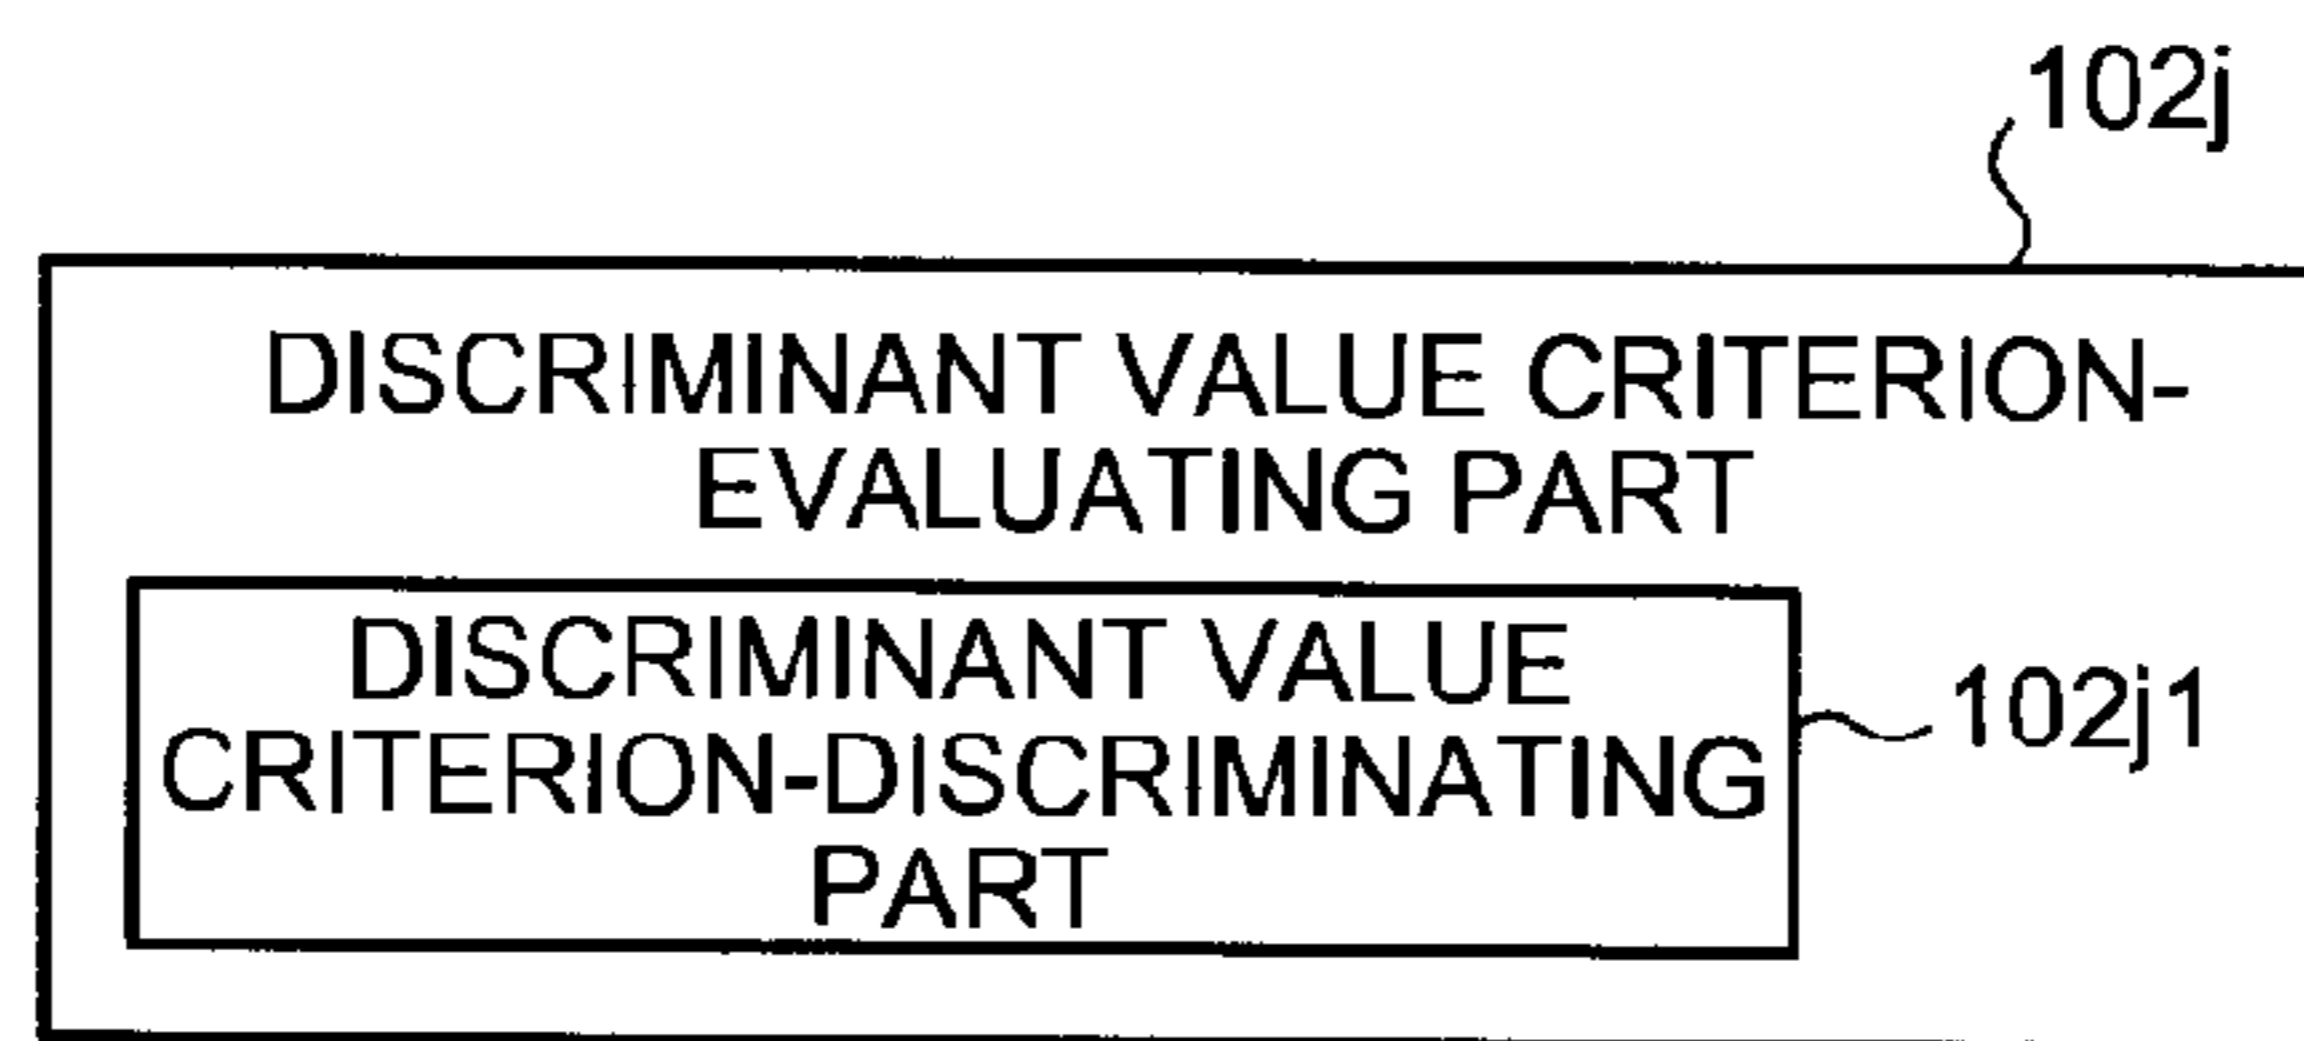 102j
DISCRIMINANT VALUE CRITERION-
EVALUATING PART
DISCRIMINANT VALUE
CRITERION-DISCRIMINATING
PART
102j1